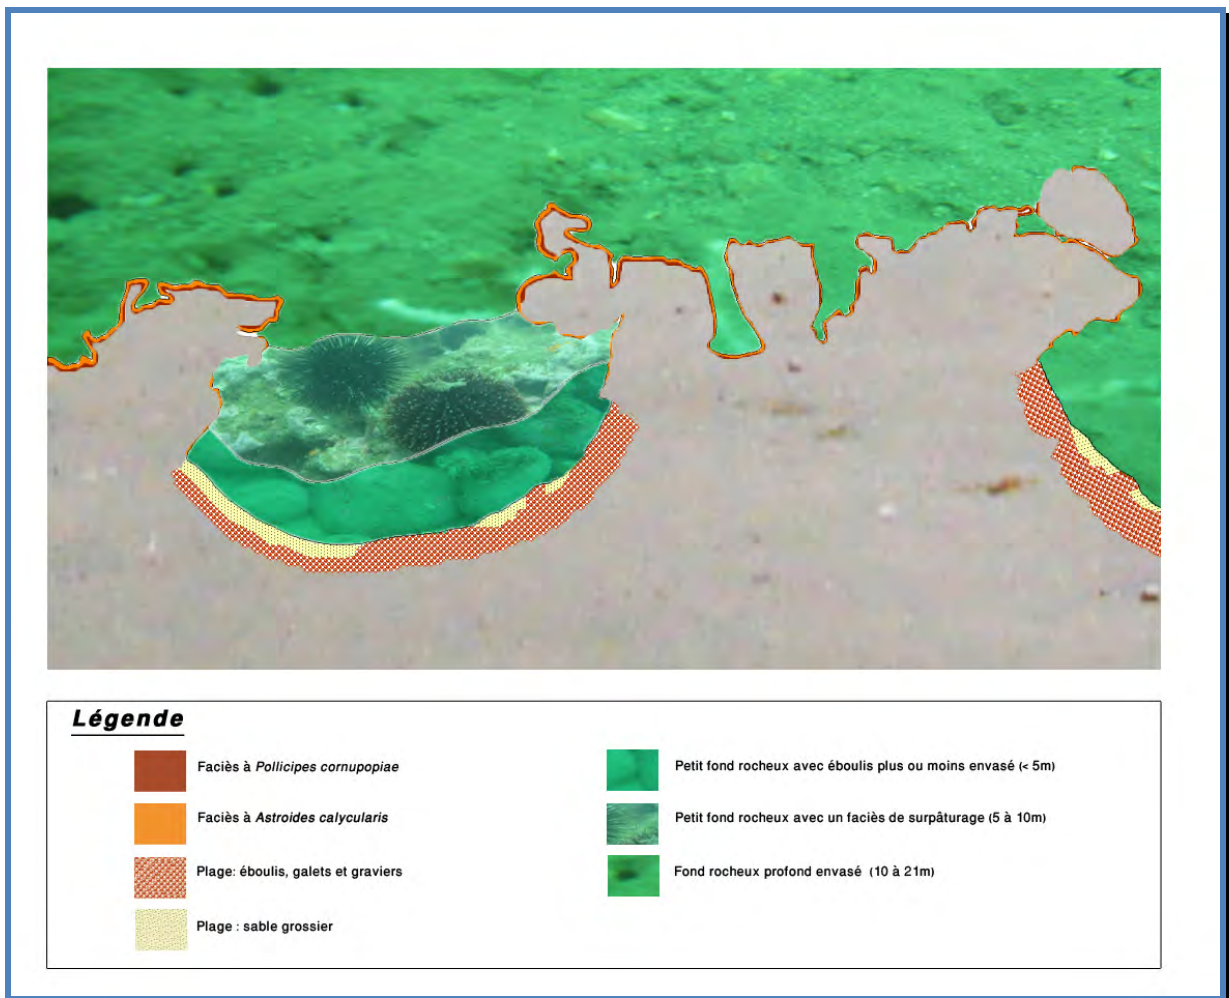 Légende
Faciès à Pollicipes cornupopiae
Faciès à Astroides calycularis
Plage: éboulis, galets et graviers
Plage : sable grossier
Petit fond rocheux avec éboulis plus ou moins envasé (< 5m)
Petit fond rocheux avec un faciès de surpâturage (5 à 10m)
Fond rocheux profond envasé (10 à 21m)